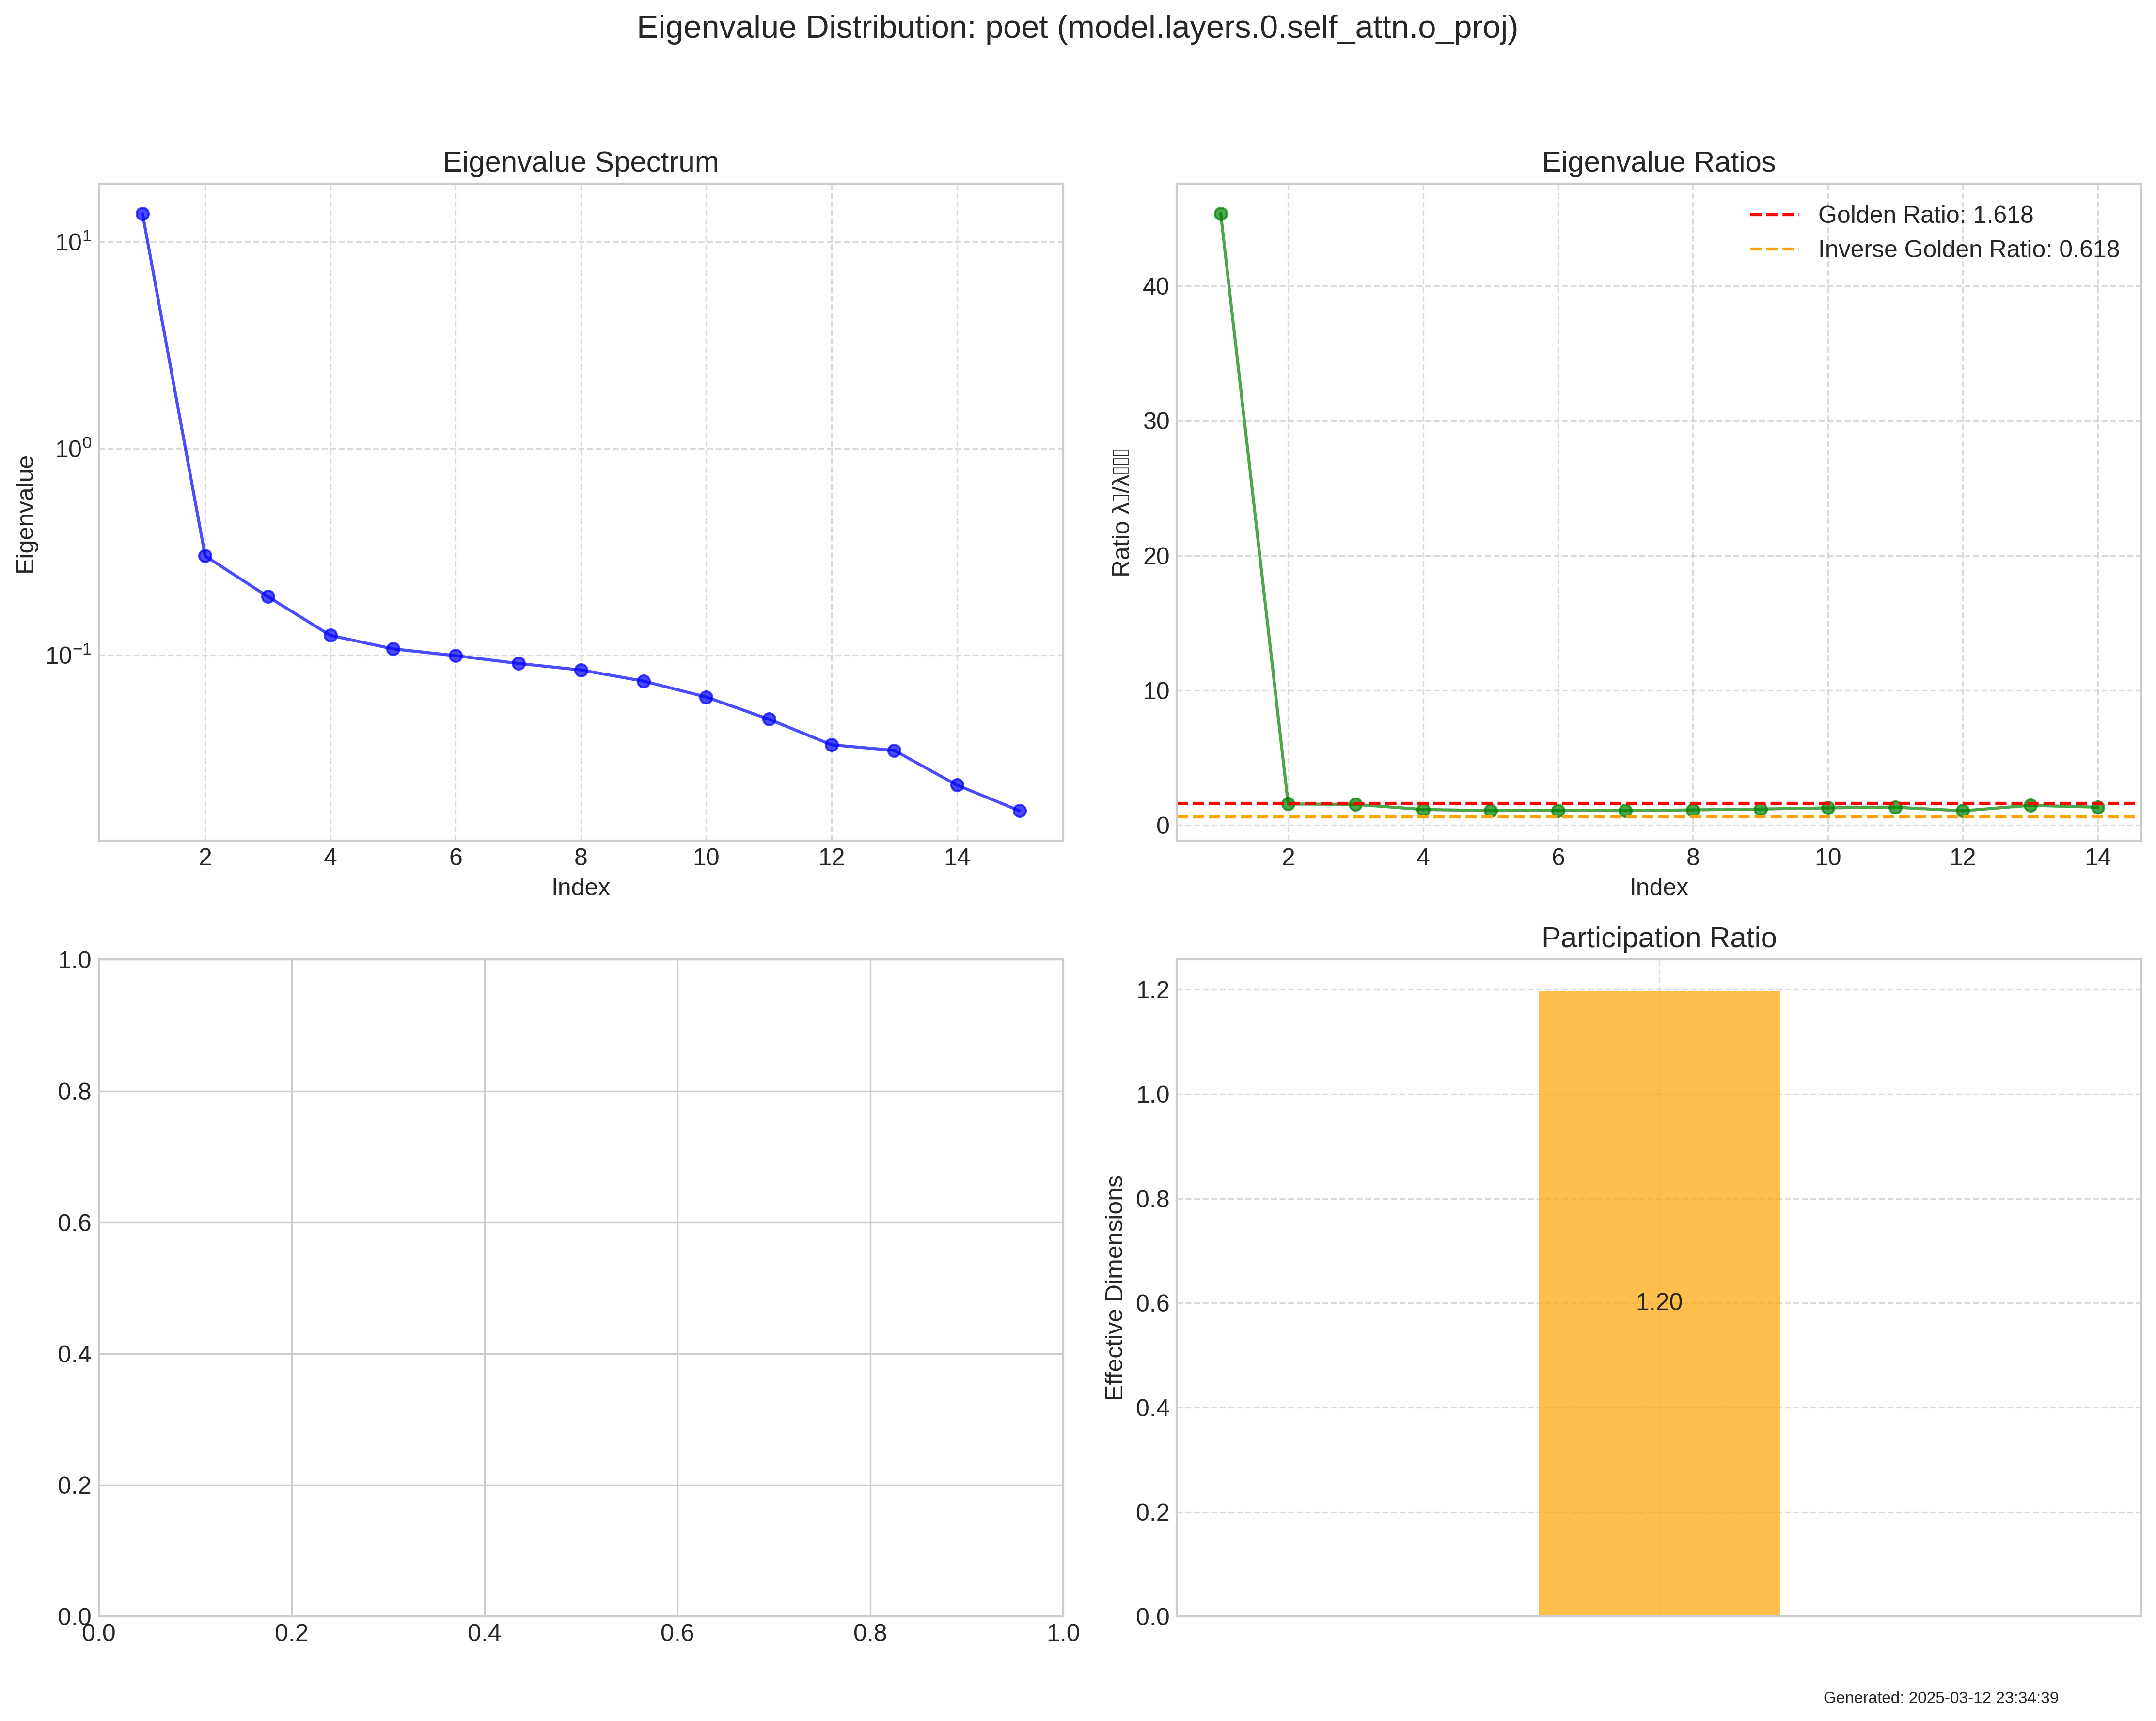 Eigenvalue Distribution: poet (model.layers.0.self_attn.o_proj)
Eigenvalue Spectrum
Eigenvalue
10¹
10⁰
10⁻¹
2 4 6 8 10 12 14
Index
Eigenvalue Ratios
Golden Ratio: 1.618
Inverse Golden Ratio: 0.618
Ratio λ▯/λ▯▯▯
40
30
20
10
0
2 4 6 8 10 12 14
Index
1.0
0.8
0.6
0.4
0.2
0.0
0.0 0.2 0.4 0.6 0.8 1.0
Participation Ratio
Effective Dimensions
1.2
1.0
0.8
0.6
0.4
0.2
0.0
1.20
Generated: 2025-03-12 23:34:39